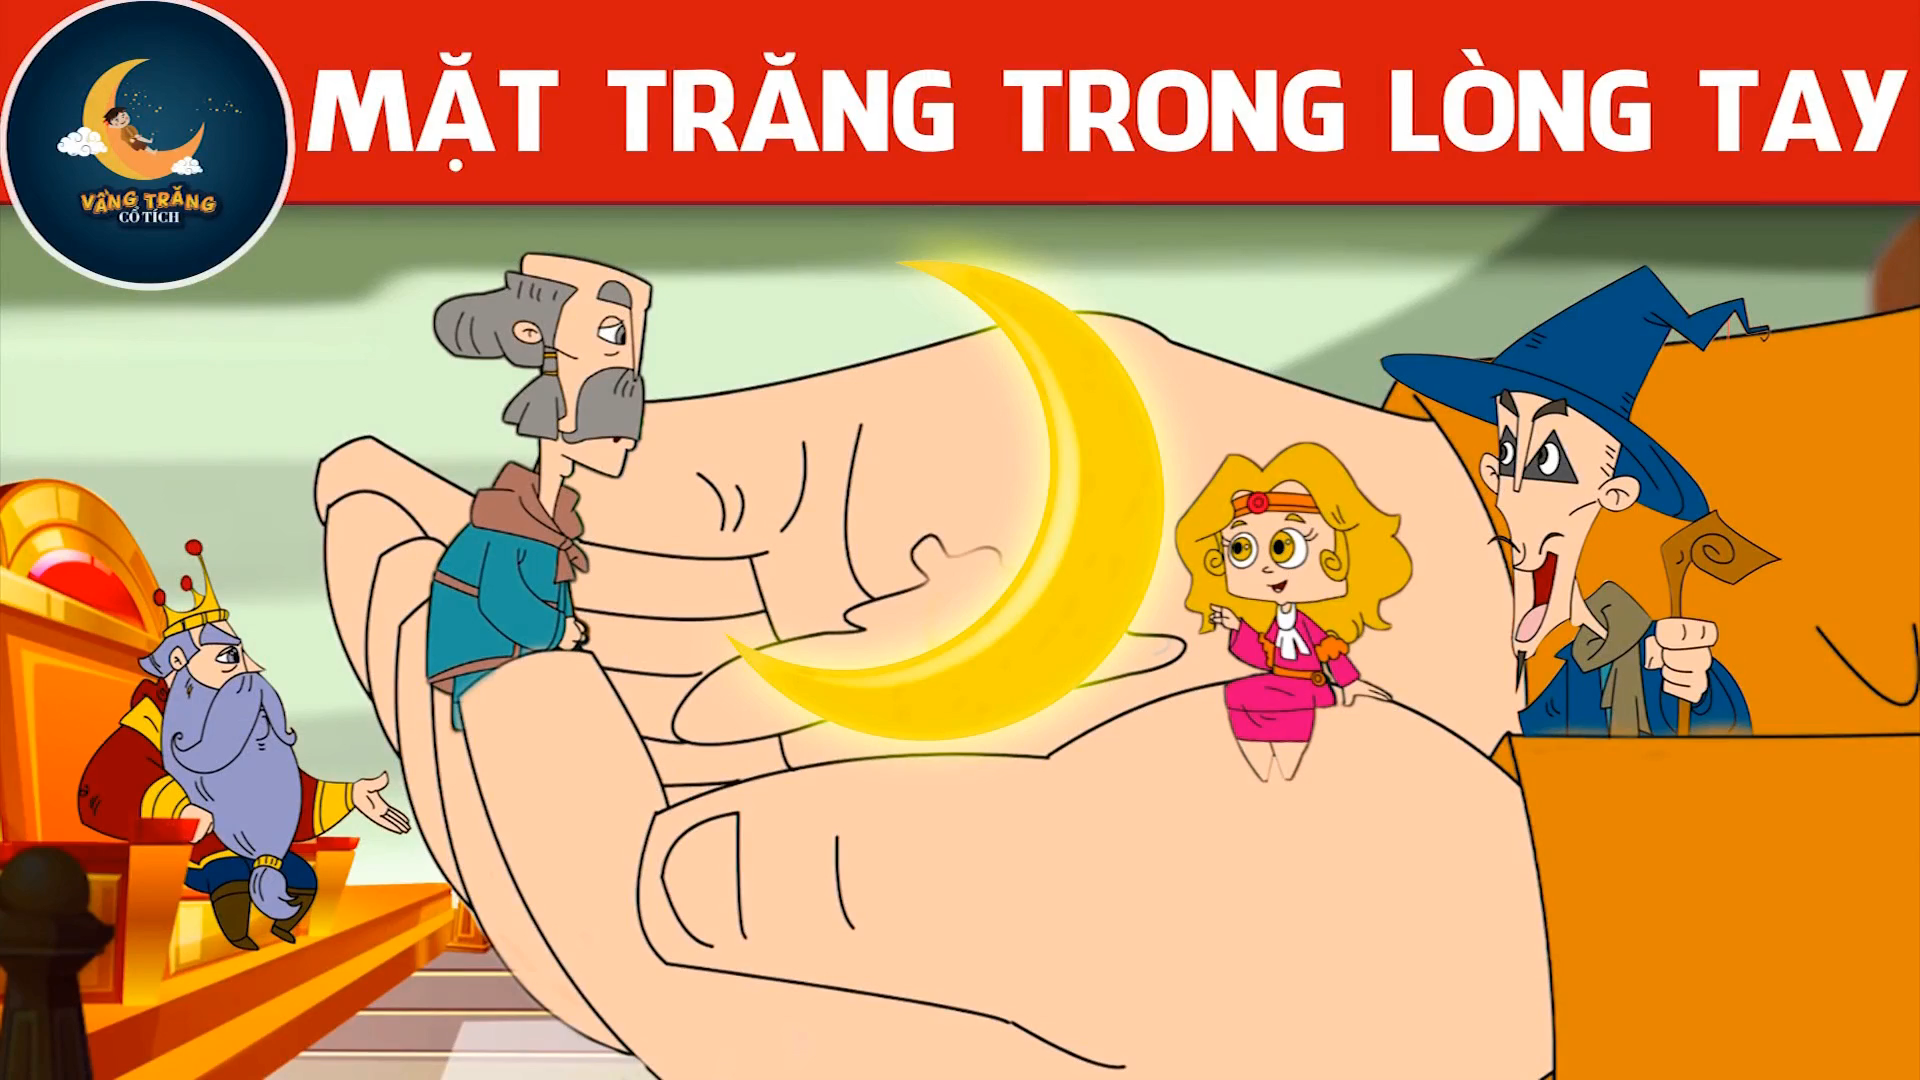 MẶT TRĂNG TRONG LÒNG TAY
VẦNG TRĂNG
CỔ TÍCH